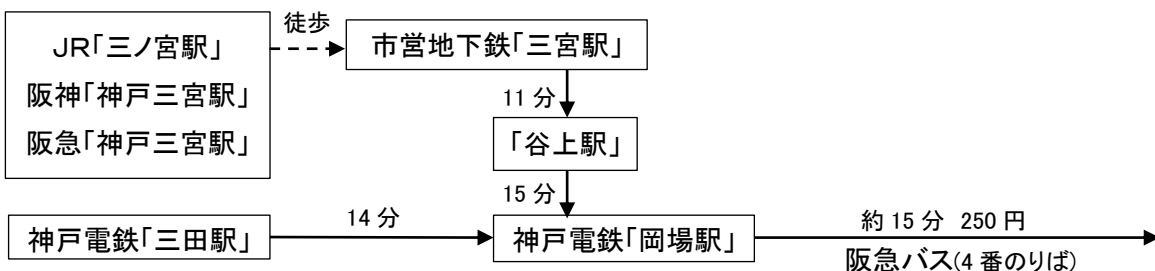 徒歩
JR「三ノ宮駅」
阪神「神戸三宮駅」
阪急「神戸三宮駅」
市営地下鉄「三宮駅」
11 分
「谷上駅」
15 分
神戸電鉄「三田駅」
14 分
神戸電鉄「岡場駅」
約 15 分 250 円
阪急バス(4 番のりば)